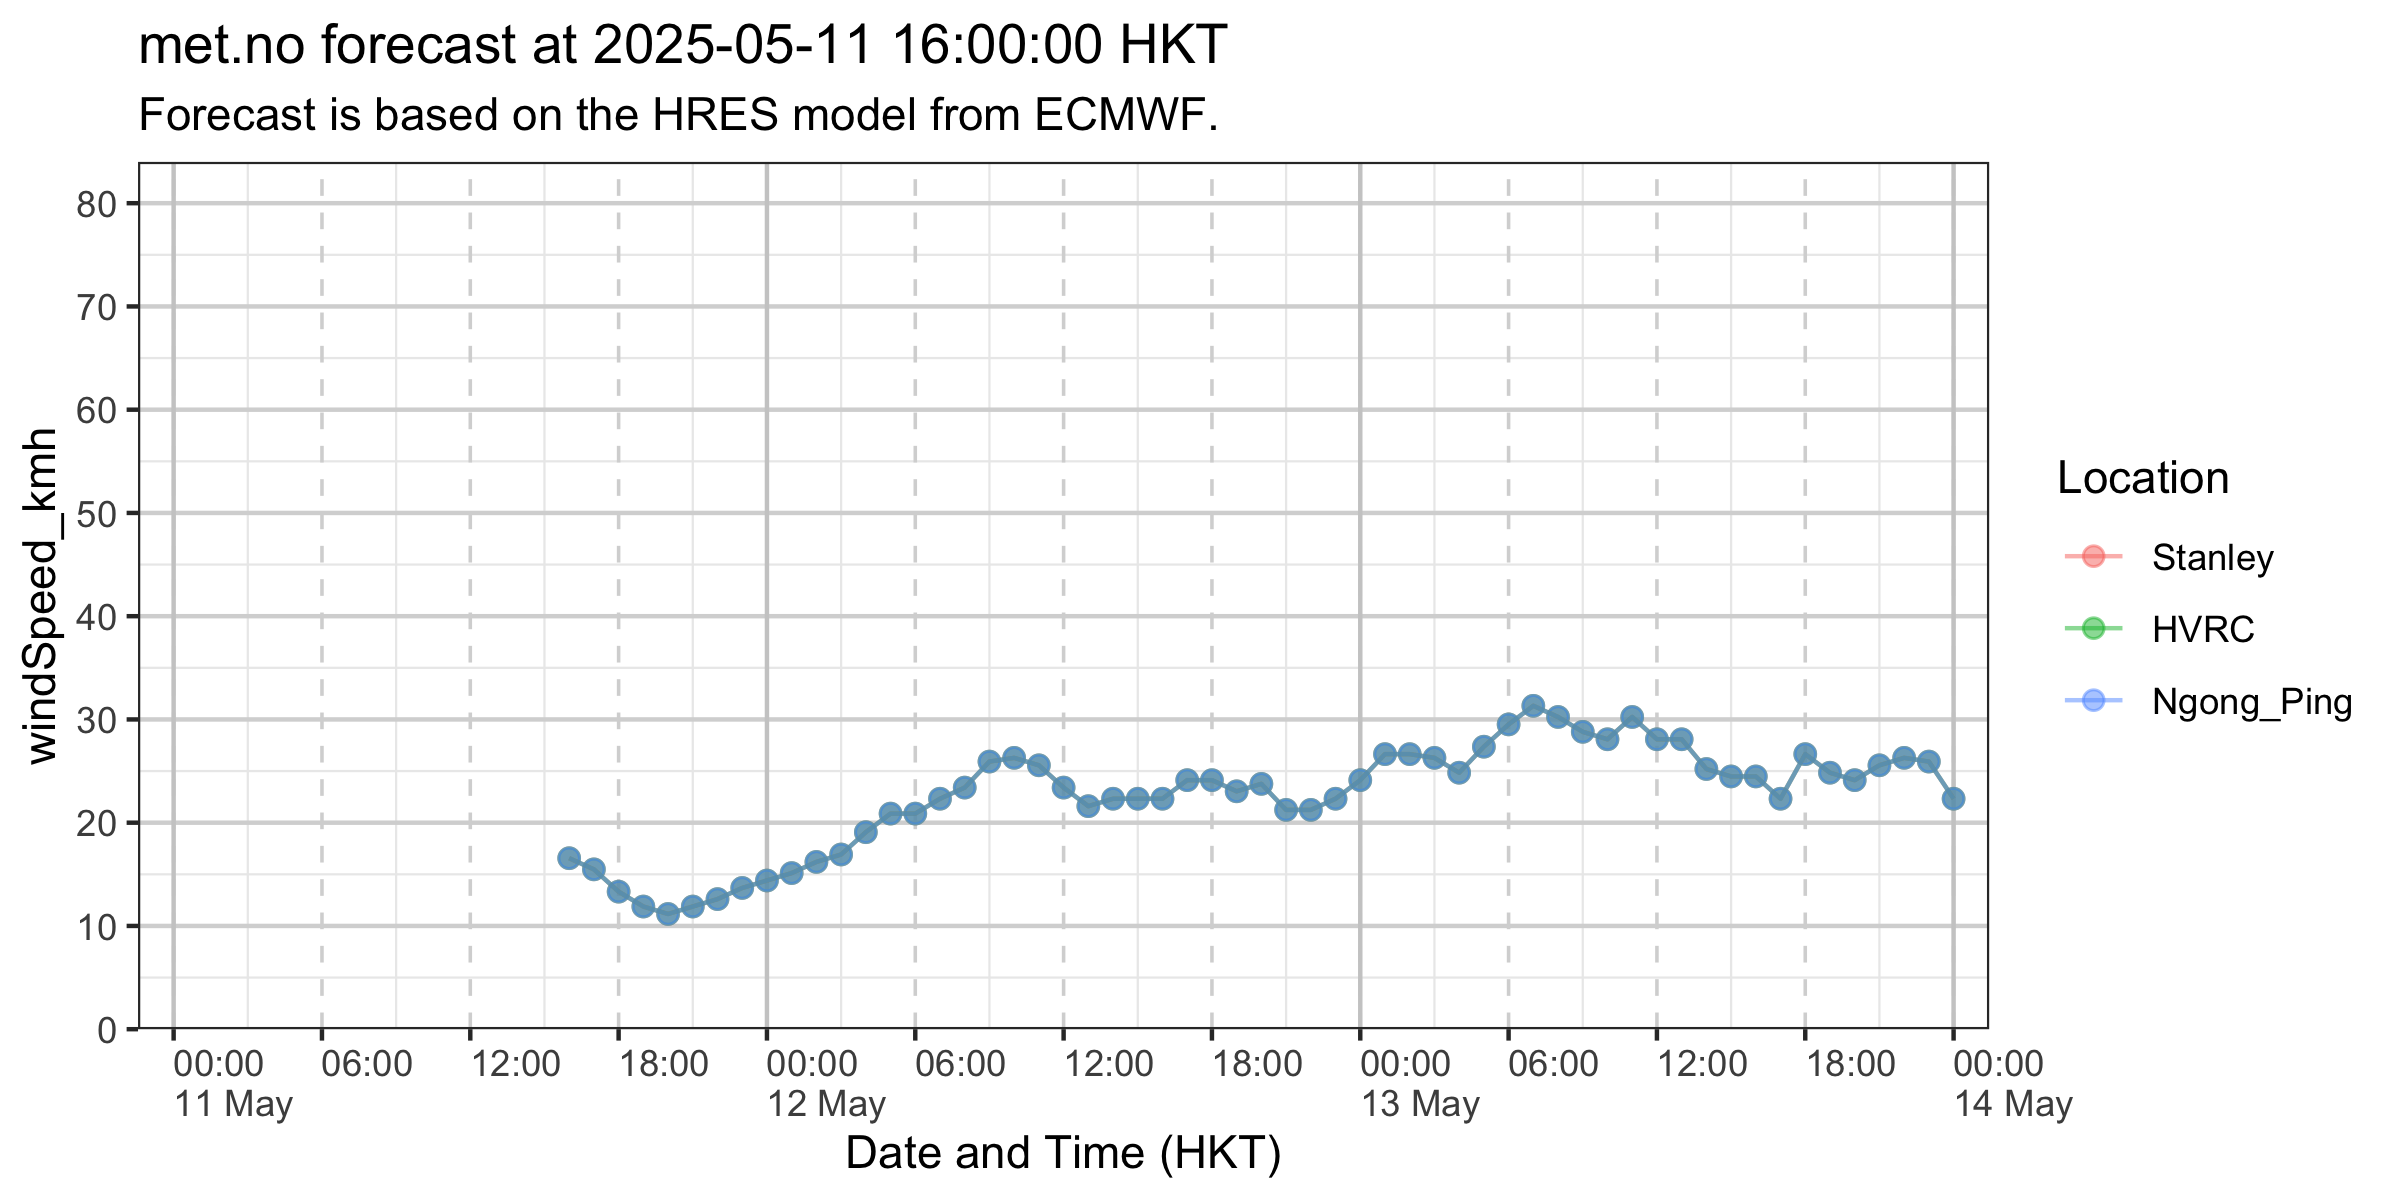 met.no forecast at 2025-05-11 16:00:00 HKT
Forecast is based on the HRES model from ECMWF.
windSpeed_kmh
80
70
60
50
40
30
20
10
0
00:00 06:00 12:00 18:00 00:00 06:00 12:00 18:00 00:00 06:00 12:00 18:00 00:00
11 May 12 May 13 May 14 May
Date and Time (HKT)
Location
Stanley
HVRC
Ngong_Ping